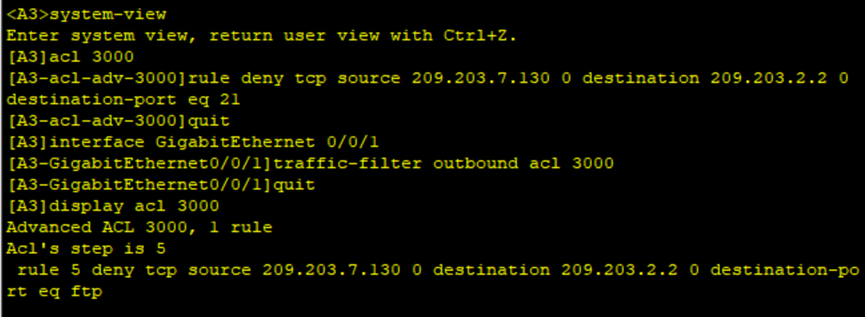 <A3>system-view
Enter system view, return user view with Ctrl+Z.
[A3]acl 3000
[A3-acl-adv-3000]rule deny tcp source 209.203.7.130 0 destination 209.203.2.2 0
destination-port eq 21
[A3-acl-adv-3000]quit
[A3]interface GigabitEthernet 0/0/1
[A3-GigabitEthernet0/0/1]traffic-filter outbound acl 3000
[A3-GigabitEthernet0/0/1]quit
[A3]display acl 3000
Advanced ACL 3000, 1 rule
Acl's step is 5
 rule 5 deny tcp source 209.203.7.130 0 destination 209.203.2.2 0 destination-po
rt eq ftp